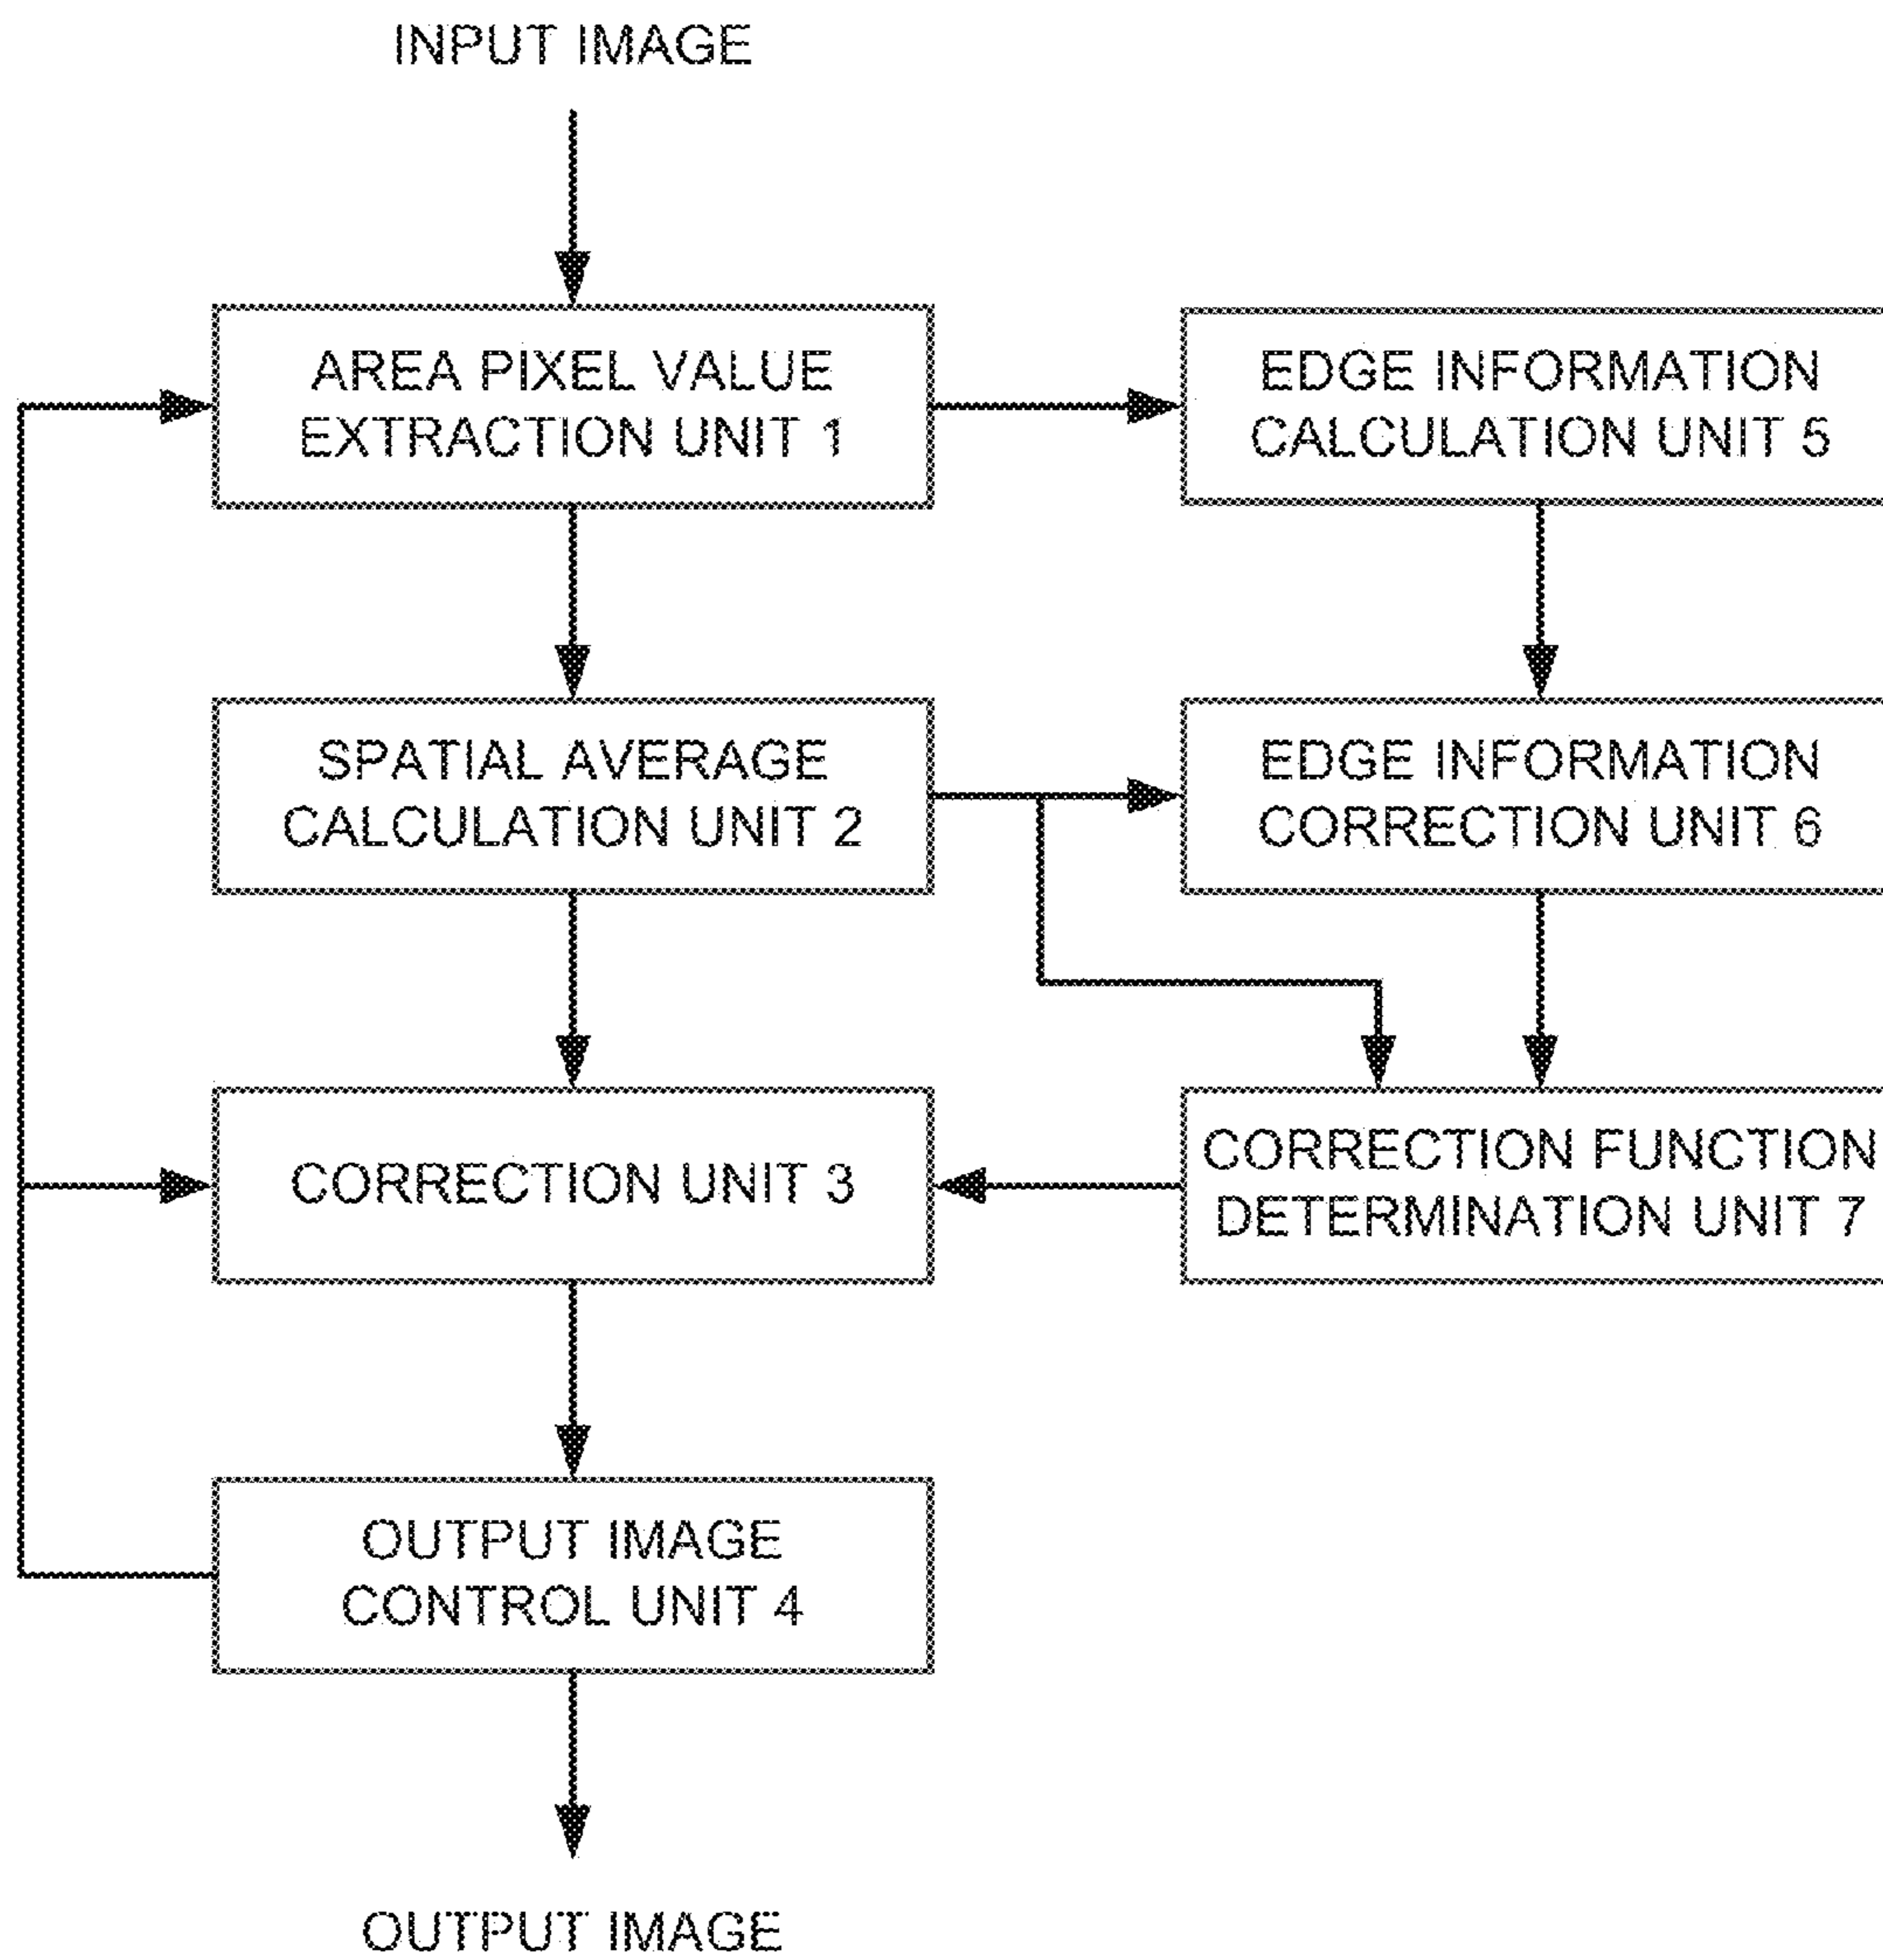 INPUT IMAGE
AREA PIXEL VALUE
EXTRACTION UNIT 1
EDGE INFORMATION
CALCULATION UNIT 5
SPATIAL AVERAGE
CALCULATION UNIT 2
EDGE INFORMATION
CORRECTION UNIT 6
CORRECTION UNIT 3
CORRECTION FUNCTION
DETERMINATION UNIT 7
OUTPUT IMAGE
CONTROL UNIT 4
OUTPUT IMAGE